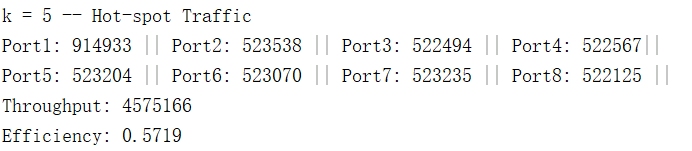 k = 5 -- Hot-spot Traffic
Port1: 914933 || Port2: 523538 || Port3: 522494 || Port4: 522567||
Port5: 523204 || Port6: 523070 || Port7: 523235 || Port8: 522125 ||
Throughput: 4575166
Efficiency: 0.5719